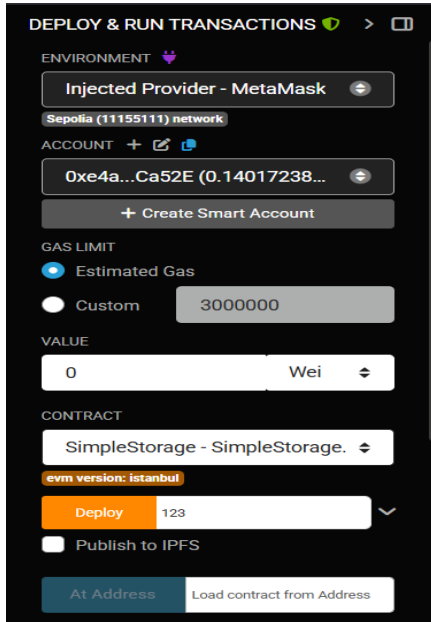 DEPLOY & RUN TRANSACTIONS
ENVIRONMENT
Injected Provider - MetaMask
Sepolia (11155111) network
ACCOUNT
0xe4a...Ca52E (0.14017238...
+ Create Smart Account
GAS LIMIT
Estimated Gas
Custom 3000000
VALUE
0 Wei
CONTRACT
SimpleStorage - SimpleStorage.
evm version: istanbul
Deploy 123
Publish to IPFS
At Address Load contract from Address